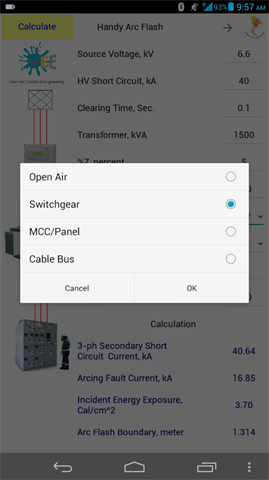 93% 9:57 AM
Calculate Handy Arc Flash
Source Voltage, kV 6.6
HV Short Circuit, kA 40
Clearing Time, Sec. 0.1
Transformer, kVA 1500
%Z, percent
Open Air
Switchgear
MCC/Panel
Cable Bus
Cancel OK
Calculation
3-ph Secondary Short
Circuit Current, kA 40.64
Arcing Fault Current, kA 16.85
Incident Energy Exposure,
Cal/cm^2 3.70
Arc Flash Boundary, meter 1.314